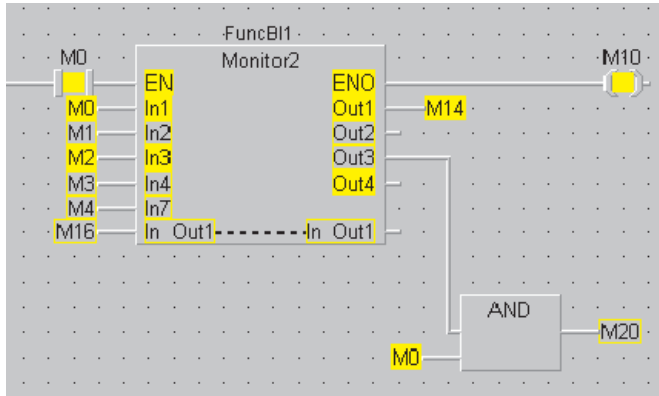 FuncBl1
M0 Monitor2 M10
EN ENO
M0 In1 Out1 M14
M1 In2 Out2
M2 In3 Out3
M3 In4 Out4
M4 In7
M16 In Out1 In Out1
AND
M20
M0